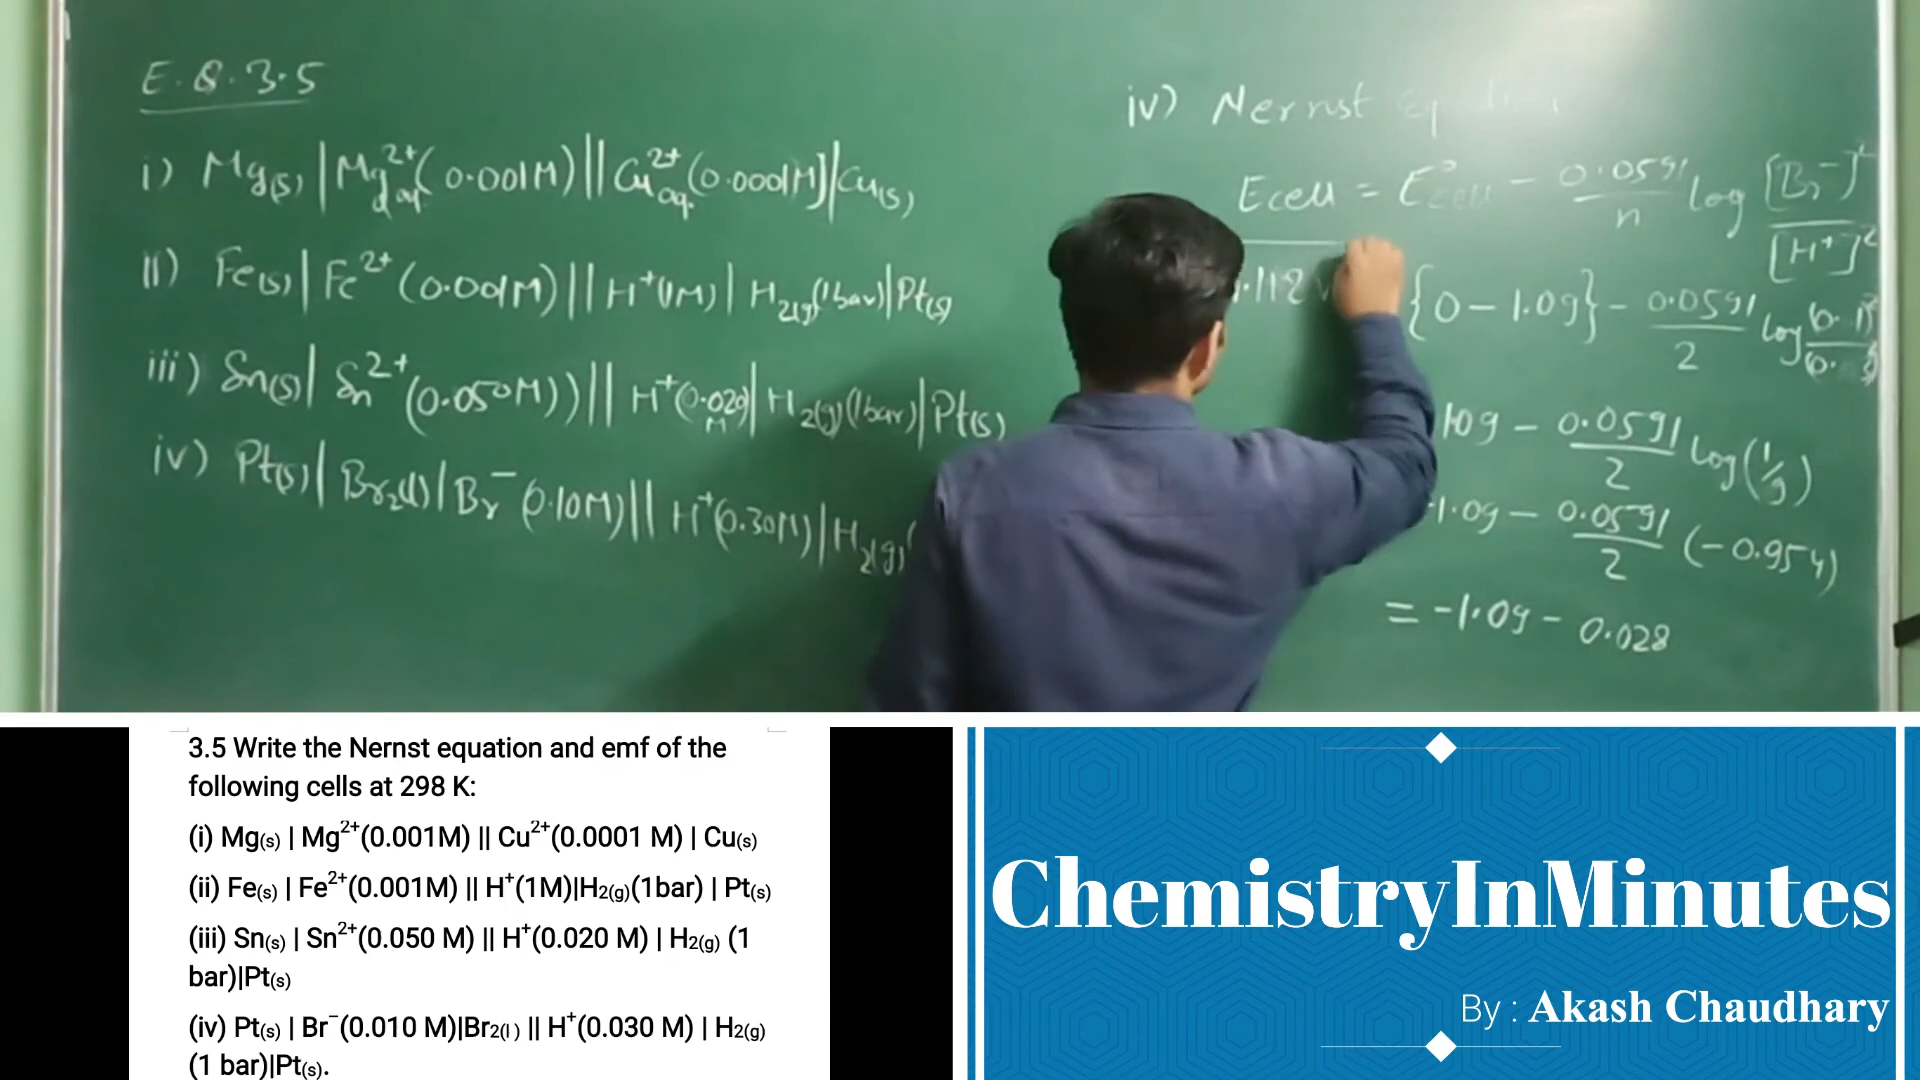 E.Q.3.5
i) Mg(s) | Mg²⁺aq.(0.001M) || Cu²⁺aq.(0.0001M] | Cu(s)
ii) Fe(s) | Fe²⁺(0.001M) || H⁺(1M) | H₂(g)(1bar) | Pt(s)
iii) Sn(s) | Sn²⁺(0.050M)) || H⁺(0.020 M | H₂(g)(1bar) | Pt(s)
iv) Pt(s) | Br₂(l) | Br⁻(0.10M) || H⁺(0.30M) | H₂(g)
iv) Nernst
Ecell = E°cell - 0.0591/n log [Br⁻]²/[H⁺]²
.112 {0 - 1.09} - 0.0591/2 log
1.09 - 0.0591/2 log(1/9)
-1.09 - 0.0591/2 (-0.954)
= -1.09 - 0.028
3.5 Write the Nernst equation and emf of the
following cells at 298 K:
(i) Mg(s) | Mg²⁺(0.001M) || Cu²⁺(0.0001 M) | Cu(s)
(ii) Fe(s) | Fe²⁺(0.001M) || H⁺(1M)|H2(g)(1bar) | Pt(s)
(iii) Sn(s) | Sn²⁺(0.050 M) || H⁺(0.020 M) | H2(g) (1
bar)|Pt(s)
(iv) Pt(s) | Br⁻(0.010 M)|Br2(l ) || H⁺(0.030 M) | H2(g)
(1 bar)|Pt(s).
ChemistryInMinutes
By : Akash Chaudhary